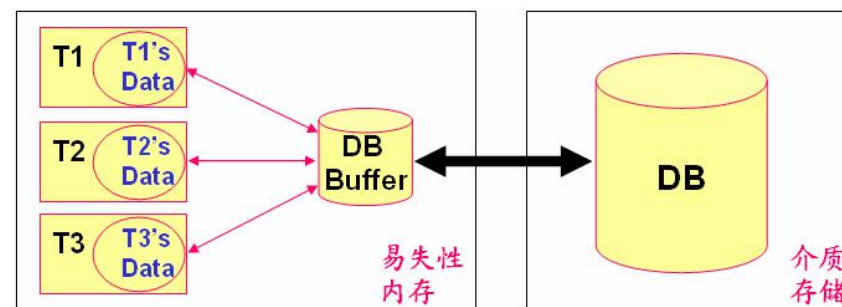 T1
T1's
Data
T2
T2's
Data
T3
T3's
Data
DB
Buffer
易失性
内存
DB
介质
存储